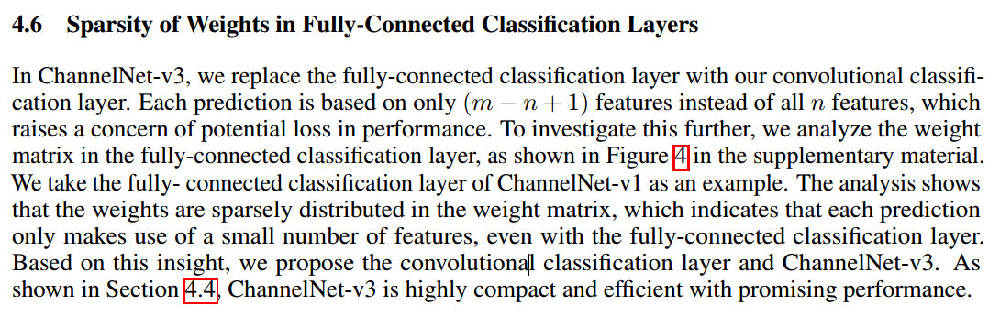 4.6 Sparsity of Weights in Fully-Connected Classification Layers
In ChannelNet-v3, we replace the fully-connected classification layer with our convolutional classifi-
cation layer. Each prediction is based on only (m − n + 1) features instead of all n features, which
raises a concern of potential loss in performance. To investigate this further, we analyze the weight
matrix in the fully-connected classification layer, as shown in Figure 4 in the supplementary material.
We take the fully- connected classification layer of ChannelNet-v1 as an example. The analysis shows
that the weights are sparsely distributed in the weight matrix, which indicates that each prediction
only makes use of a small number of features, even with the fully-connected classification layer.
Based on this insight, we propose the convolutional classification layer and ChannelNet-v3. As
shown in Section 4.4, ChannelNet-v3 is highly compact and efficient with promising performance.